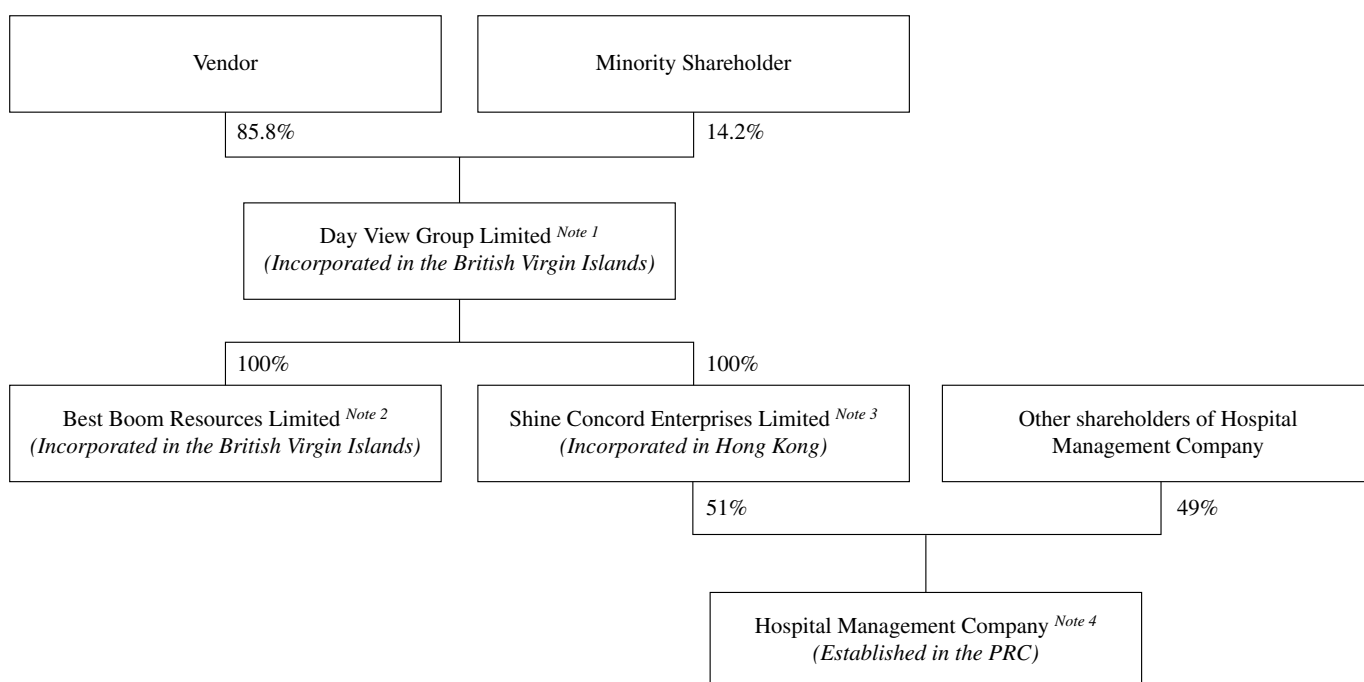 Vendor
Minority Shareholder
85.8%
14.2%
Day View Group Limited Note 1
(Incorporated in the British Virgin Islands)
100%
100%
Best Boom Resources Limited Note 2
(Incorporated in the British Virgin Islands)
Shine Concord Enterprises Limited Note 3
(Incorporated in Hong Kong)
Other shareholders of Hospital
Management Company
51%
49%
Hospital Management Company Note 4
(Established in the PRC)